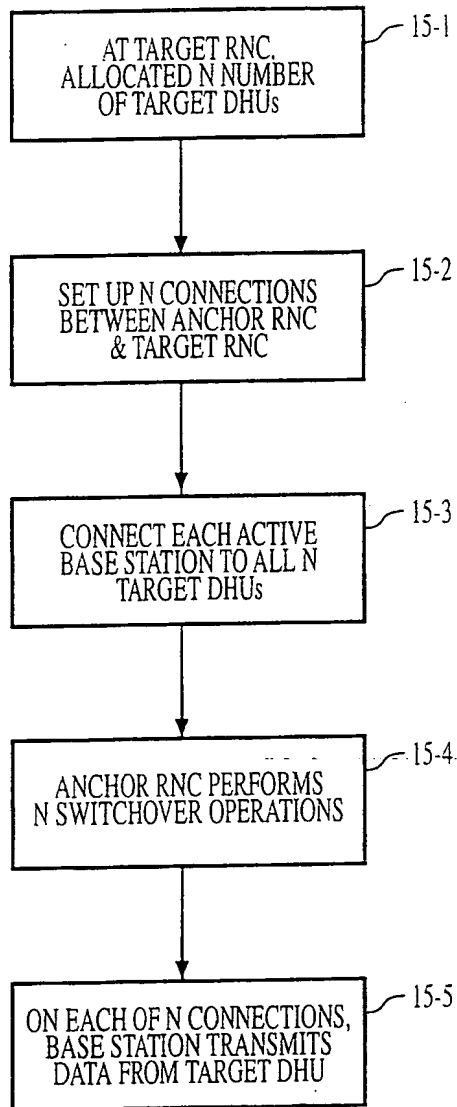 15-1
AT TARGET RNC,
ALLOCATED N NUMBER
OF TARGET DHUs
15-2
SET UP N CONNECTIONS
BETWEEN ANCHOR RNC
& TARGET RNC
15-3
CONNECT EACH ACTIVE
BASE STATION TO ALL N
TARGET DHUs
15-4
ANCHOR RNC PERFORMS
N SWITCHOVER OPERATIONS
15-5
ON EACH OF N CONNECTIONS,
BASE STATION TRANSMITS
DATA FROM TARGET DHU